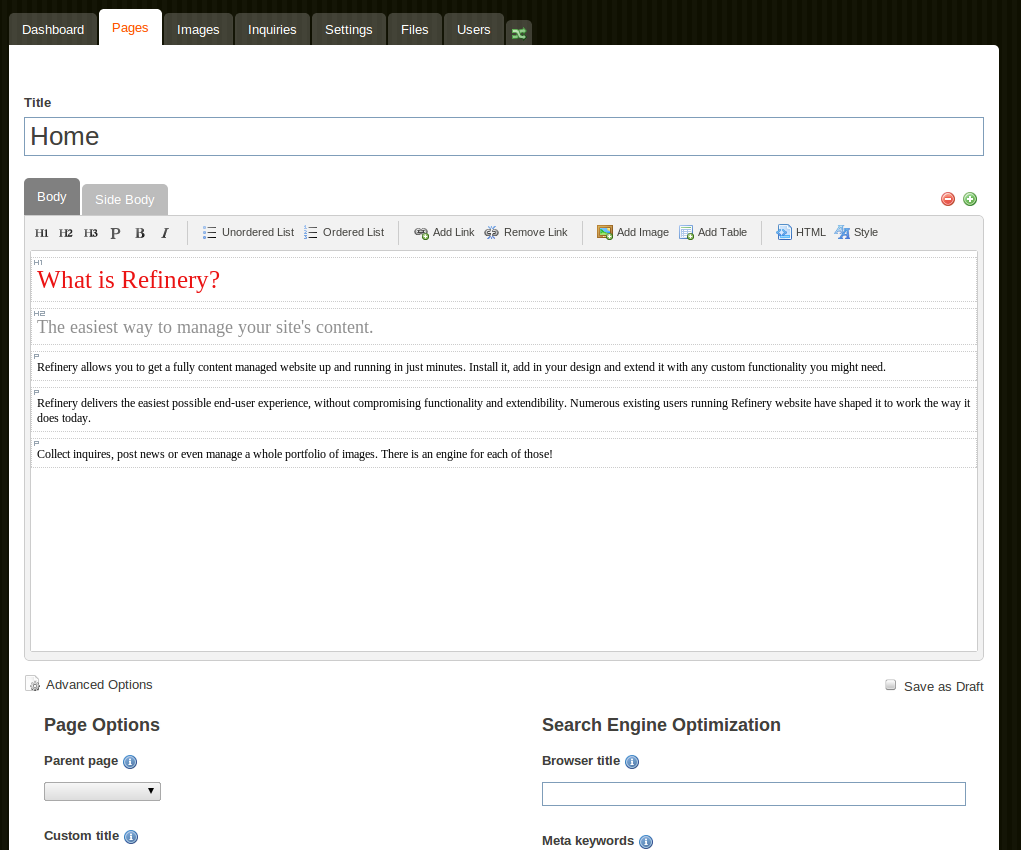 Dashboard Pages Images Inquiries Settings Files Users
Title
Home
Body Side Body
H1 H2 H3 P B I Unordered List Ordered List Add Link Remove Link Add Image Add Table HTML Style
H1
What is Refinery?
H2
The easiest way to manage your site's content.
P
Refinery allows you to get a fully content managed website up and running in just minutes. Install it, add in your design and extend it with any custom functionality you might need.
P
Refinery delivers the easiest possible end-user experience, without compromising functionality and extendibility. Numerous existing users running Refinery website have shaped it to work the way it
does today.
P
Collect inquires, post news or even manage a whole portfolio of images. There is an engine for each of those!
Advanced Options Save as Draft
Page Options Search Engine Optimization
Parent page Browser title
Custom title Meta keywords